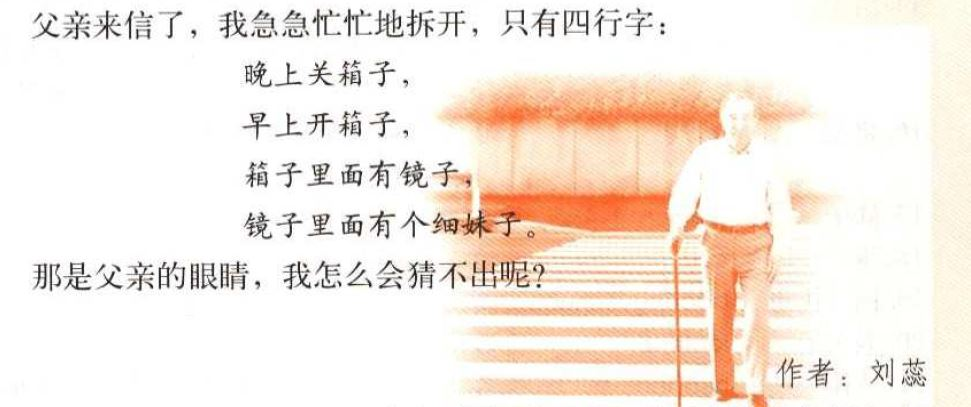 父亲来信了，我急急忙忙地拆开，只有四行字：
晚上关箱子，
早上开箱子，
箱子里面有镜子，
镜子里面有个细妹子。
那是父亲的眼睛，我怎么会猜不出呢？
作者：刘蕊